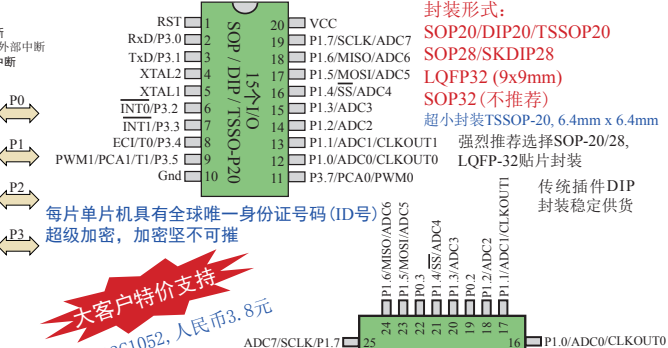 外部中断
中断
P0
P1
P2
P3
RST 1
RxD/P3.0 2
TxD/P3.1 3
XTAL2 4
XTAL1 5
INT0/P3.2 6
INT1/P3.3 7
ECI/T0/P3.4 8
PWM1/PCA1/T1/P3.5 9
Gnd 10
15个I/O
SOP / DIP / TSSO-P20
20 VCC
19 P1.7/SCLK/ADC7
18 P1.6/MISO/ADC6
17 P1.5/MOSI/ADC5
16 P1.4/SS/ADC4
15 P1.3/ADC3
14 P1.2/ADC2
13 P1.1/ADC1/CLKOUT1
12 P1.0/ADC0/CLKOUT0
11 P3.7/PCA0/PWM0
封装形式:
SOP20/DIP20/TSSOP20
SOP28/SKDIP28
LQFP32 (9x9mm)
SOP32(不推荐)
超小封装TSSOP-20, 6.4mm x 6.4mm
强烈推荐选择SOP-20/28,
LQFP-32贴片封装
传统插件DIP
封装稳定供货
每片单片机具有全球唯一身份证号码(ID号)
超级加密，加密坚不可摧
大客户特价支持
1052, 人民币3.8元
24 P1.6/MISO/ADC6
23 P1.5/MOSI/ADC5
22 P0.3
21 P1.4/SS/ADC4
20 P1.3/ADC3
19 P0.2
18 P1.2/ADC2
17 P1.1/ADC1/CLKOUT1
ADC7/SCLK/P1.7 25
16 P1.0/ADC0/CLKOUT0